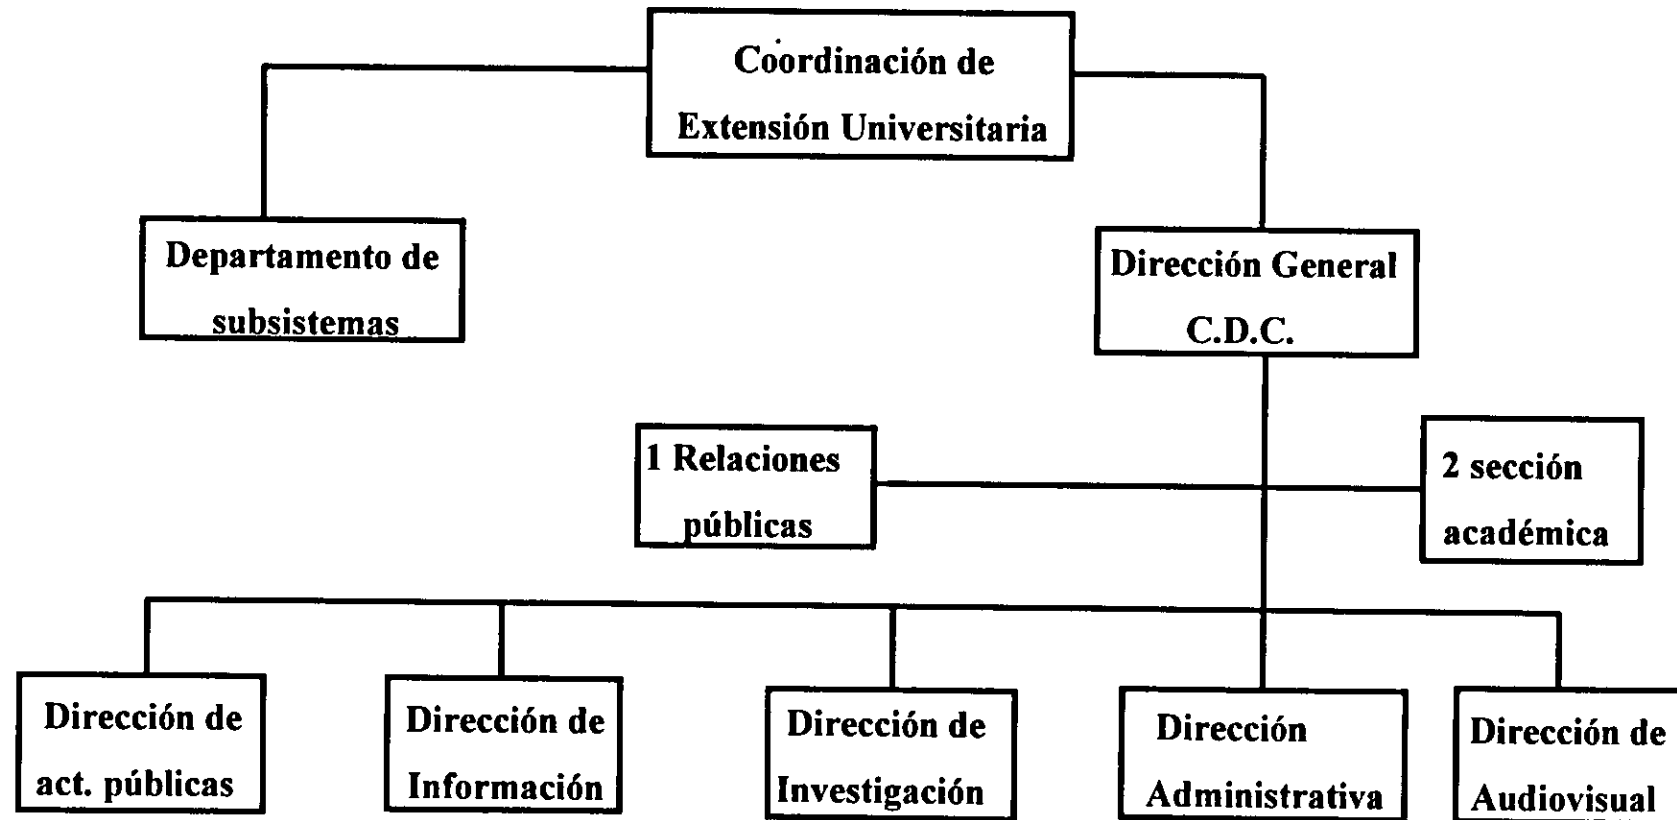 Coordinación de
Extensión Universitaria
Departamento de
subsistemas
Dirección General
C.D.C.
1 Relaciones
públicas
2 sección
académica
Dirección de
act. públicas
Dirección de
Información
Dirección de
Investigación
Dirección
Administrativa
Dirección de
Audiovisual